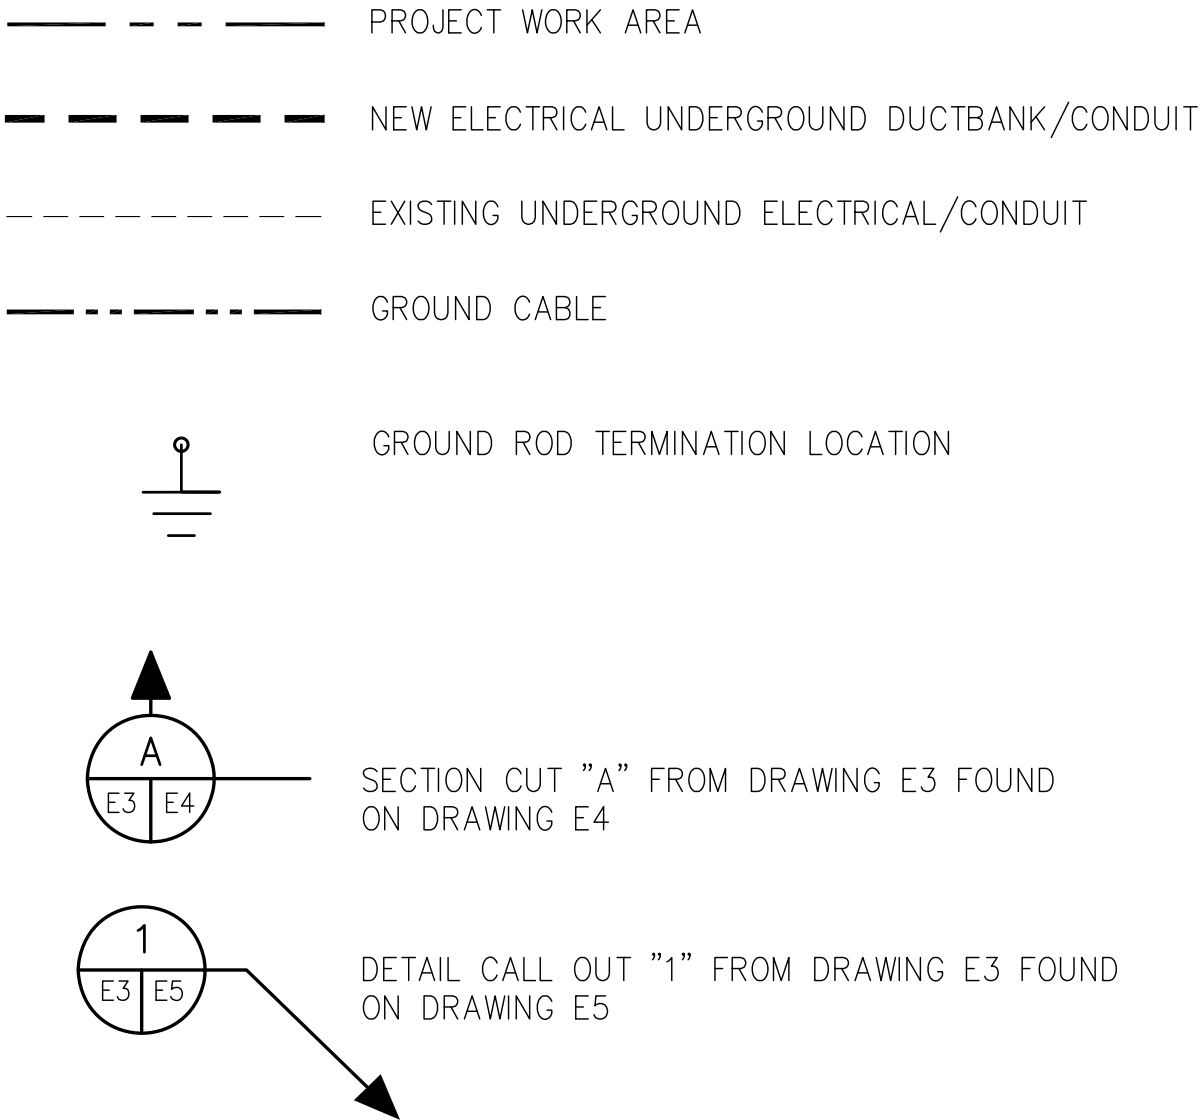 PROJECT WORK AREA
NEW ELECTRICAL UNDERGROUND DUCTBANK/CONDUIT
EXISTING UNDERGROUND ELECTRICAL/CONDUIT
GROUND CABLE
GROUND ROD TERMINATION LOCATION
A
E3 E4
SECTION CUT ”A” FROM DRAWING E3 FOUND
ON DRAWING E4
1
E3 E5
DETAIL CALL OUT ”1” FROM DRAWING E3 FOUND
ON DRAWING E5